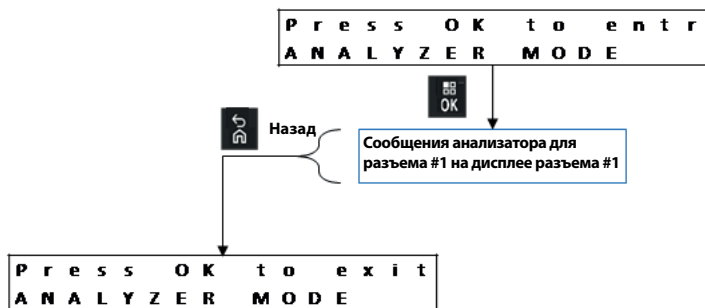 Press OK to entr
ANALYZER MODE
OK
Назад
Сообщения анализатора для
разъема #1 на дисплее разъема #1
Press OK to exit
ANALYZER MODE